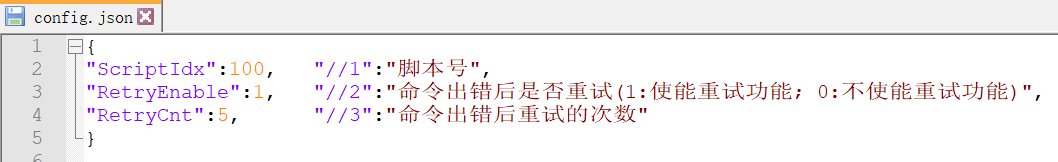 config.json
1 {
2 "ScriptIdx":100, "//1":"脚本号",
3 "RetryEnable":1, "//2":"命令出错后是否重试(1:使能重试功能; 0:不使能重试功能)",
4 "RetryCnt":5, "//3":"命令出错后重试的次数"
5 }